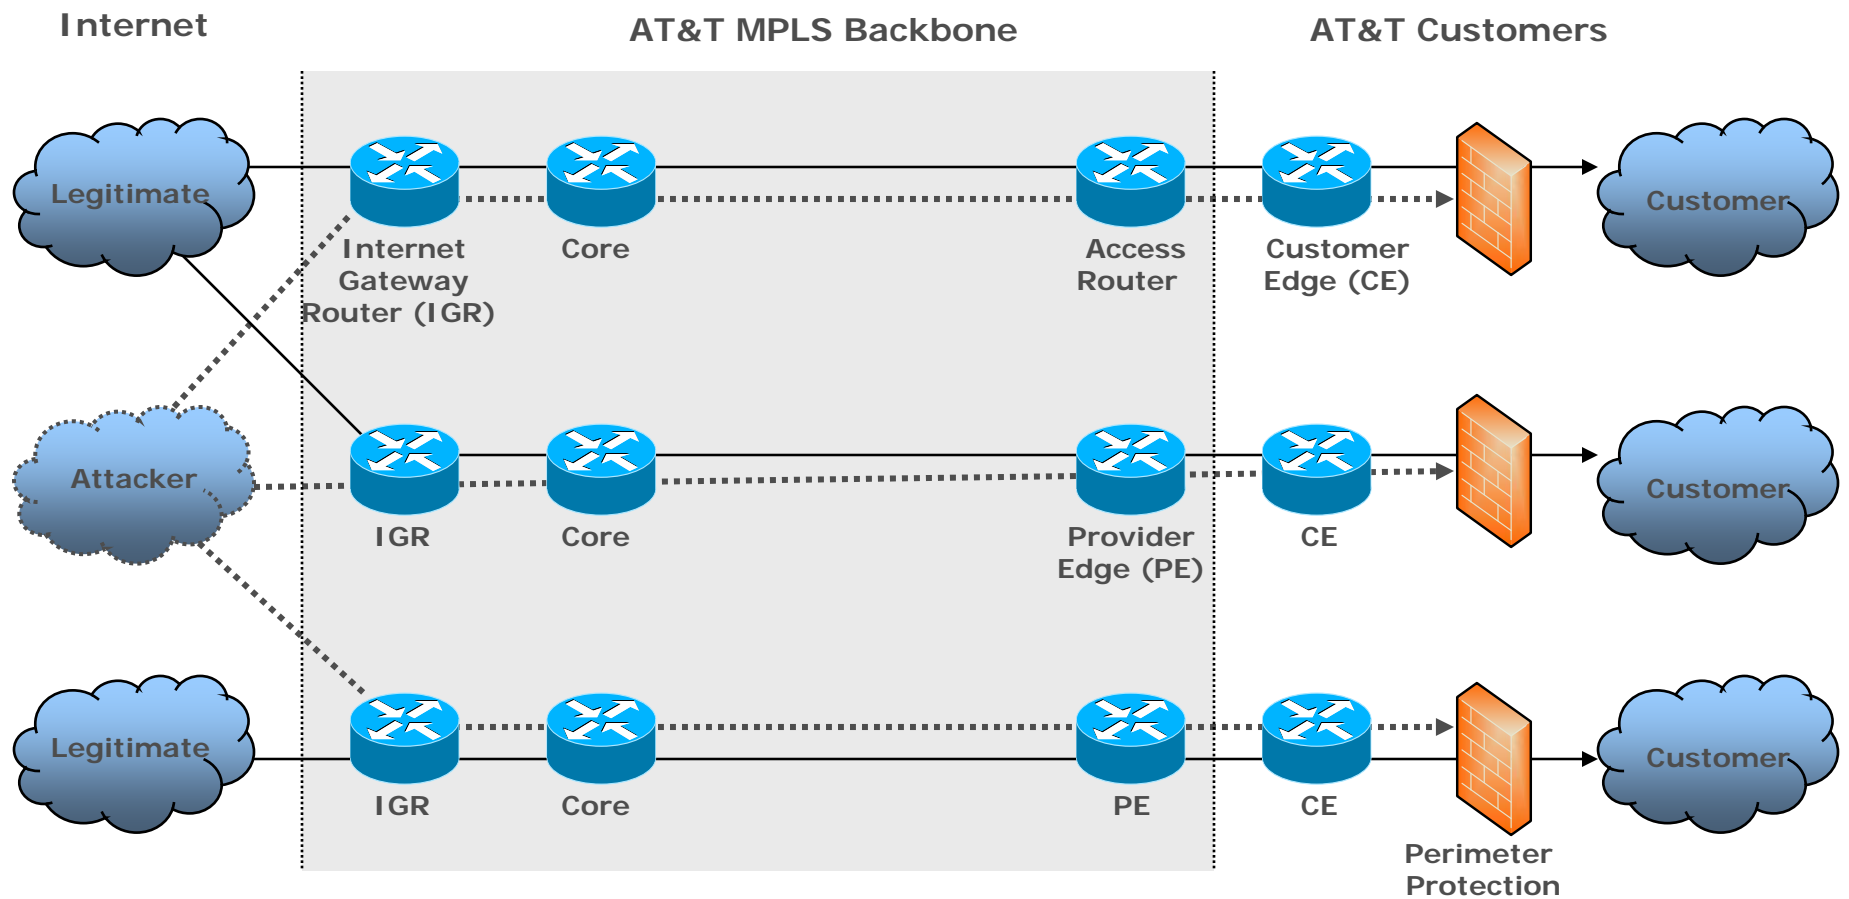 Internet
AT&T MPLS Backbone
AT&T Customers
Legitimate
Customer
Internet
Gateway
Router (IGR)
Core
Access
Router
Customer
Edge (CE)
Attacker
Customer
IGR
Core
Provider
Edge (PE)
CE
Legitimate
Customer
IGR
Core
PE
CE
Perimeter
Protection